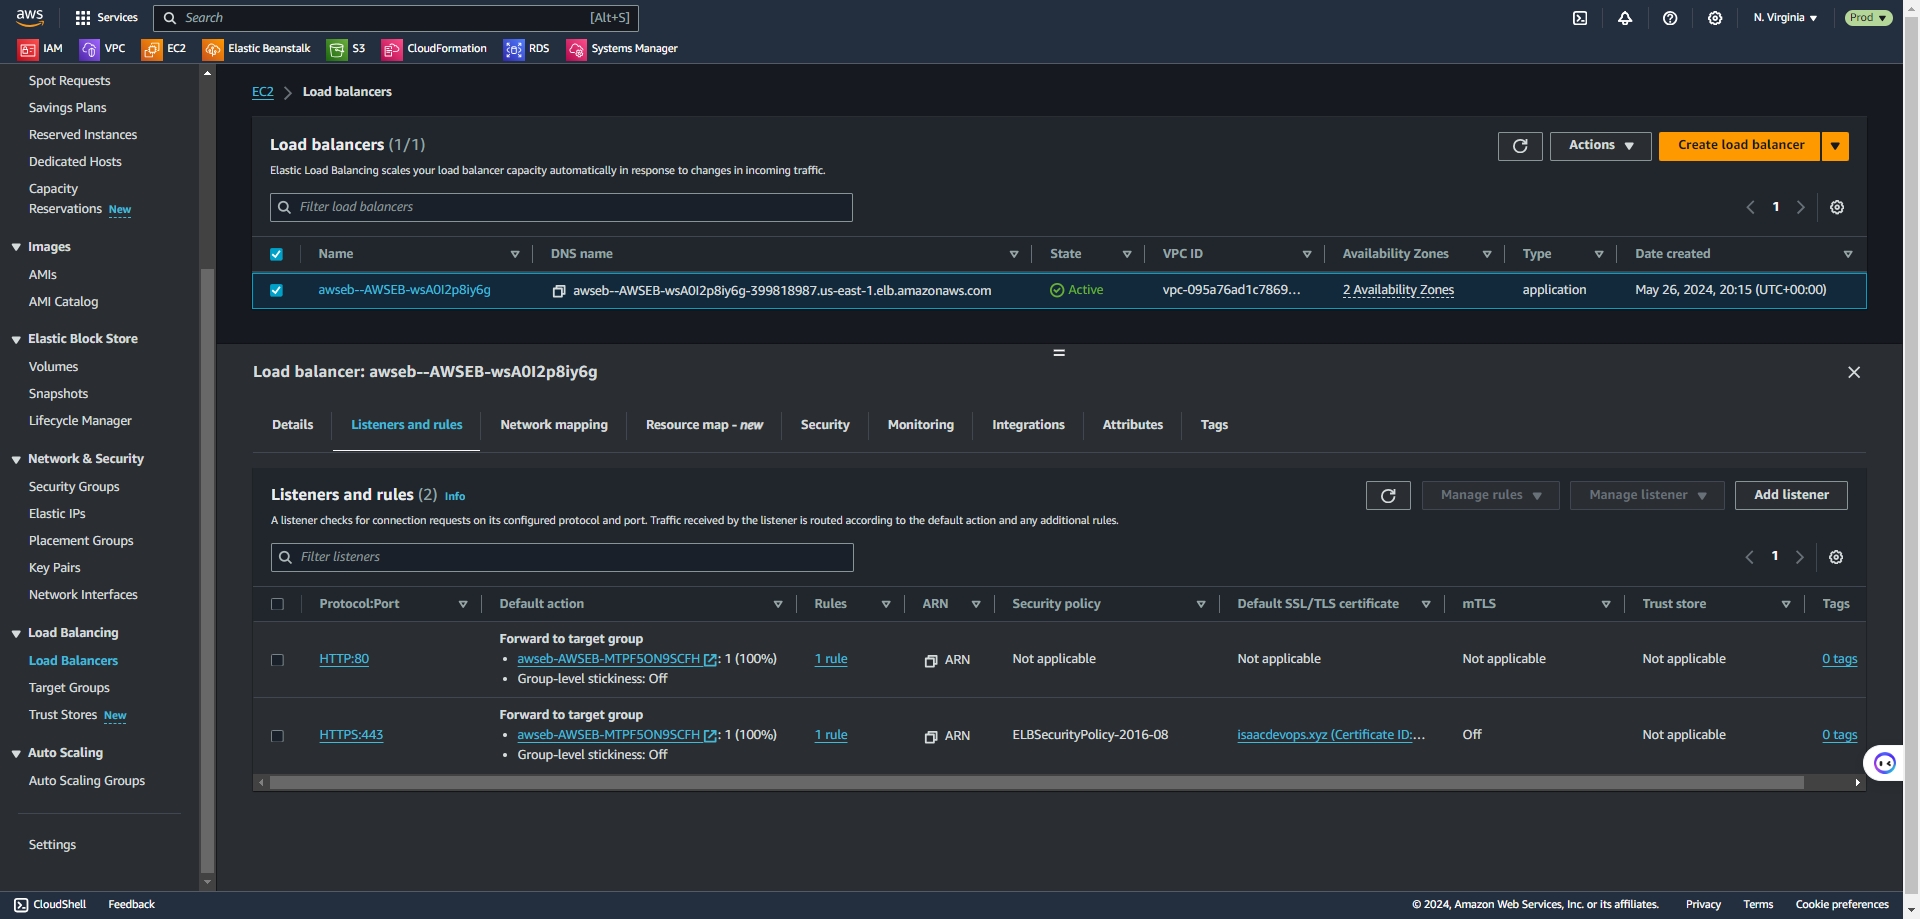 aws Services Search [Alt+S] N. Virginia Prod
IAM VPC EC2 Elastic Beanstalk S3 CloudFormation RDS Systems Manager
Spot Requests
Savings Plans
Reserved Instances
Dedicated Hosts
Capacity
Reservations New
Images
AMIs
AMI Catalog
Elastic Block Store
Volumes
Snapshots
Lifecycle Manager
Network & Security
Security Groups
Elastic IPs
Placement Groups
Key Pairs
Network Interfaces
Load Balancing
Load Balancers
Target Groups
Trust Stores New
Auto Scaling
Auto Scaling Groups
Settings
EC2 Load balancers
Load balancers (1/1) Actions Create load balancer
Elastic Load Balancing scales your load balancer capacity automatically in response to changes in incoming traffic.
Filter load balancers 1
Name DNS name State VPC ID Availability Zones Type Date created
awseb--AWSEB-wsA0I2p8iy6g awseb--AWSEB-wsA0I2p8iy6g-399818987.us-east-1.elb.amazonaws.com Active vpc-095a76ad1c7869... 2 Availability Zones application May 26, 2024, 20:15 (UTC+00:00)
Load balancer: awseb--AWSEB-wsA0I2p8iy6g
Details Listeners and rules Network mapping Resource map - new Security Monitoring Integrations Attributes Tags
Listeners and rules (2) Info Manage rules Manage listener Add listener
A listener checks for connection requests on its configured protocol and port. Traffic received by the listener is routed according to the default action and any additional rules.
Filter listeners 1
Protocol:Port Default action Rules ARN Security policy Default SSL/TLS certificate mTLS Trust store Tags
Forward to target group
HTTP:80 • awseb-AWSEB-MTPF5ON9SCFH : 1 (100%) 1 rule ARN Not applicable Not applicable Not applicable Not applicable 0 tags
• Group-level stickiness: Off
Forward to target group
HTTPS:443 • awseb-AWSEB-MTPF5ON9SCFH : 1 (100%) 1 rule ARN ELBSecurityPolicy-2016-08 isaacdevops.xyz (Certificate ID:... Off Not applicable 0 tags
• Group-level stickiness: Off
CloudShell Feedback © 2024, Amazon Web Services, Inc. or its affiliates. Privacy Terms Cookie preferences